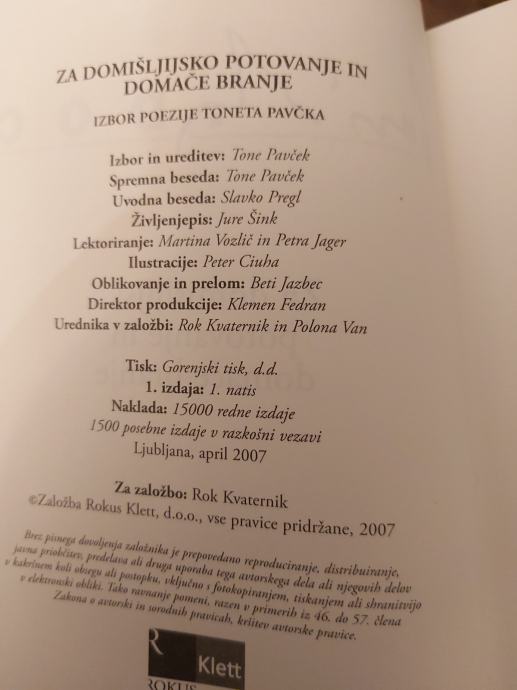 ZA DOMIŠLJIJSKO POTOVANJE IN
DOMAČE BRANJE
IZBOR POEZIJE TONETA PAVČKA
Izbor in ureditev: Tone Pavček
Spremna beseda: Tone Pavček
Uvodna beseda: Slavko Pregl
Življenjepis: Jure Šink
Lektoriranje: Martina Vozlič in Petra Jager
Ilustracije: Peter Ciuha
Oblikovanje in prelom: Beti Jazbec
Direktor produkcije: Klemen Fedran
Urednika v založbi: Rok Kvaternik in Polona Van
Tisk: Gorenjski tisk, d.d.
1. izdaja: 1. natis
Naklada: 15000 redne izdaje
1500 posebne izdaje v razkošni vezavi
Ljubljana, april 2007
Za založbo: Rok Kvaternik
©Založba Rokus Klett, d.o.o., vse pravice pridržane, 2007
Brez pisnega dovoljenja založnika je prepovedano reproduciranje, distribuiranje,
javna priobčitev, predelava ali druga uporaba tega avtorskega dela ali njegovih delov
v kakršnem koli obsegu ali postopku, vključno s fotokopiranjem, tiskanjem ali shranitvijo
v elektronski obliki. Tako ravnanje pomeni, razen v primerih iz 46. do 57. člena
Zakona o avtorski in sorodnih pravicah, kršitev avtorske pravice.
R
Klett
ROKUS